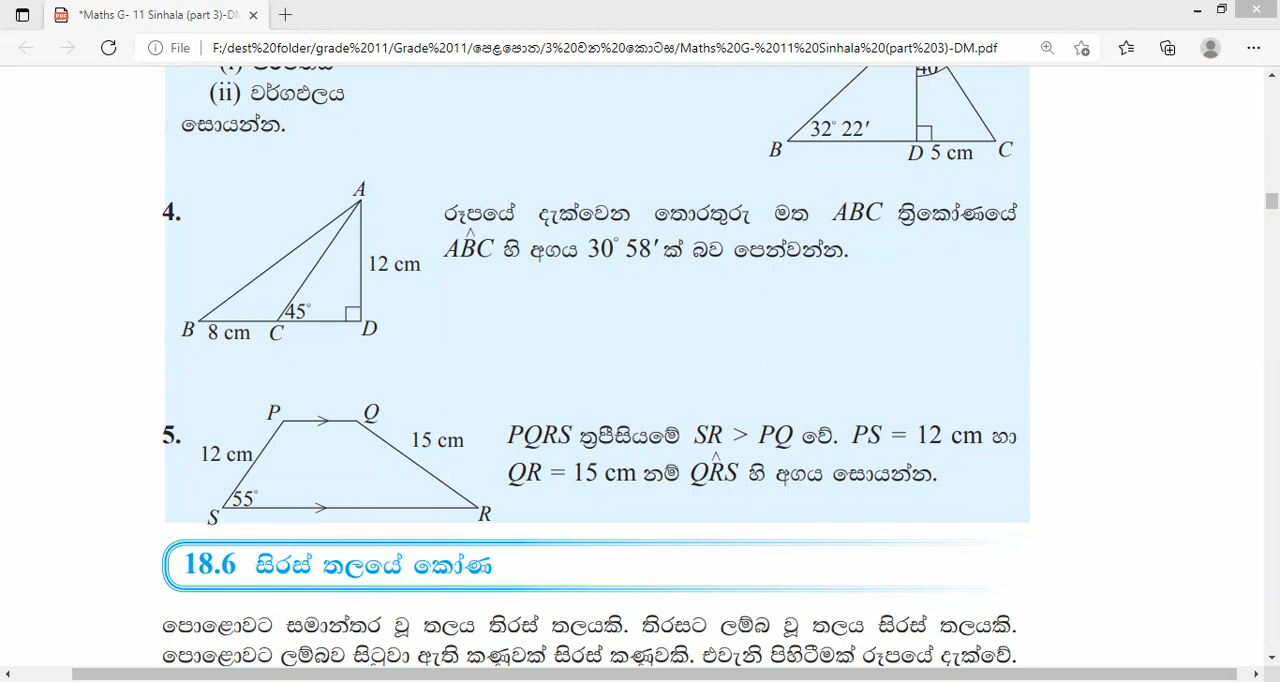 *Maths G- 11 Sinhala (part 3)-DM
File
F:/dest%20folder/grade%2011/Grade%2011/පෙළපොත/3%20වන%20කොටස/Maths%20G-%2011%20Sinhala%20(part%203)-DM.pdf
(ii) වර්ගඵලය
සොයන්න.
32° 22′
B
D 5 cm
C
4.
A
12 cm
45°
B 8 cm C
D
රූපයේ දැක්වෙන තොරතුරු මත ABC ත්‍රිකෝණයේ
AB̂C හි අගය 30° 58′ ක් බව පෙන්වන්න.
5.
P
Q
12 cm
15 cm
55°
S
R
PQRS ත්‍රපීසියමේ SR > PQ වේ. PS = 12 cm හා
QR = 15 cm නම් QR̂S හි අගය සොයන්න.
18.6 සිරස් තලයේ කෝණ
පොළොවට සමාන්තර වූ තලය තිරස් තලයකි. තිරසට ලම්බ වූ තලය සිරස් තලයකි.
පොළොවට ලම්බව සිටුවා ඇති කණුවක් සිරස් කණුවකි. එවැනි පිහිටීමක් රූපයේ දැක්වේ.